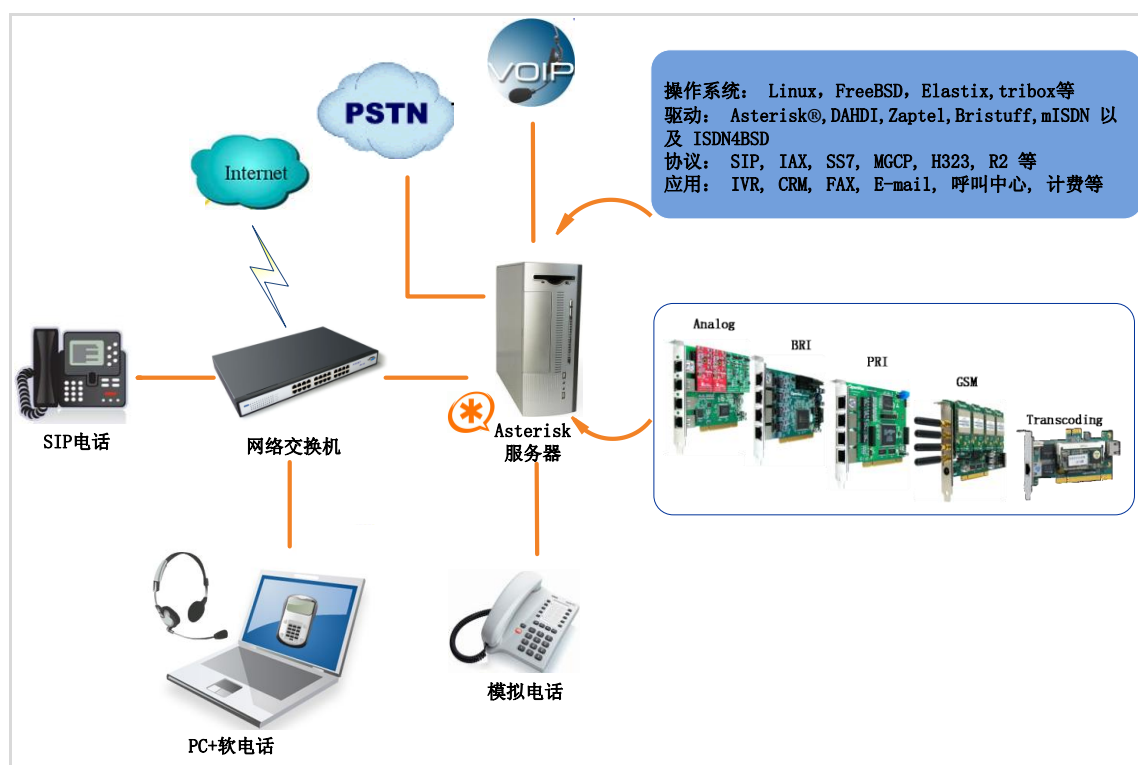 VOIP
PSTN
Internet
操作系统： Linux，FreeBSD，Elastix,tribox等
驱动： Asterisk®,DAHDI,Zaptel,Bristuff,mISDN 以
及 ISDN4BSD
协议： SIP, IAX, SS7, MGCP, H323, R2 等
应用： IVR, CRM, FAX, E-mail, 呼叫中心, 计费等
Analog
BRI
PRI
GSM
Transcoding
SIP电话
网络交换机
Asterisk
服务器
PC+软电话
模拟电话